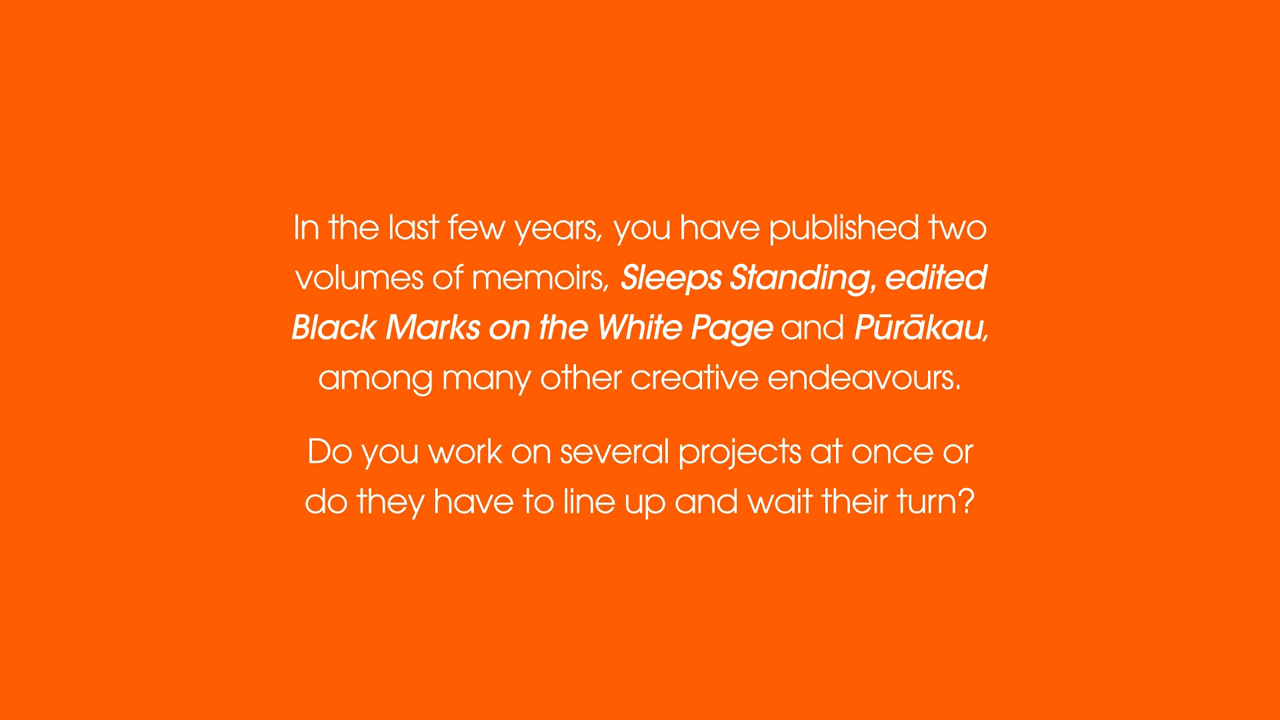 In the last few years, you have published two
volumes of memoirs, Sleeps Standing, edited
Black Marks on the White Page and Pūrākau,
among many other creative endeavours.
Do you work on several projects at once or
do they have to line up and wait their turn?